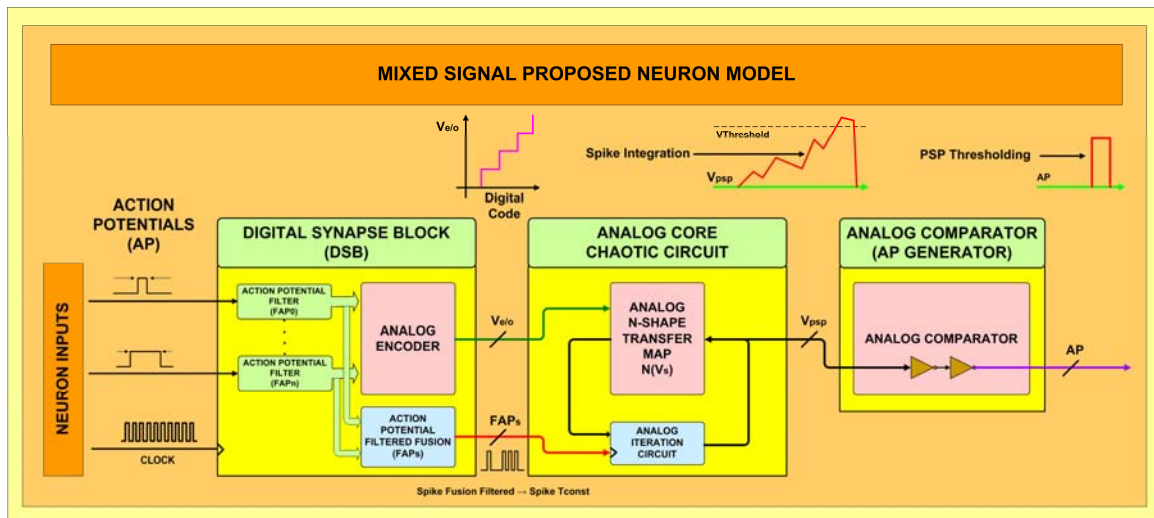 MIXED SIGNAL PROPOSED NEURON MODEL
Ve/o
Digital
Code
Spike Integration
VThreshold
Vpsp
PSP Thresholding
AP
ACTION
POTENTIALS
(AP)
NEURON INPUTS
CLOCK
DIGITAL SYNAPSE BLOCK
(DSB)
ACTION POTENTIAL
FILTER
(FAP0)
ACTION POTENTIAL
FILTER
(FAPn)
ANALOG
ENCODER
ACTION
POTENTIAL
FILTERED FUSION
(FAPs)
Ve/o
FAPs
Spike Fusion Filtered → Spike Tconst
ANALOG CORE
CHAOTIC CIRCUIT
ANALOG
N-SHAPE
TRANSFER
MAP
N(Vs)
ANALOG
ITERATION
CIRCUIT
Vpsp
ANALOG COMPARATOR
(AP GENERATOR)
ANALOG COMPARATOR
AP